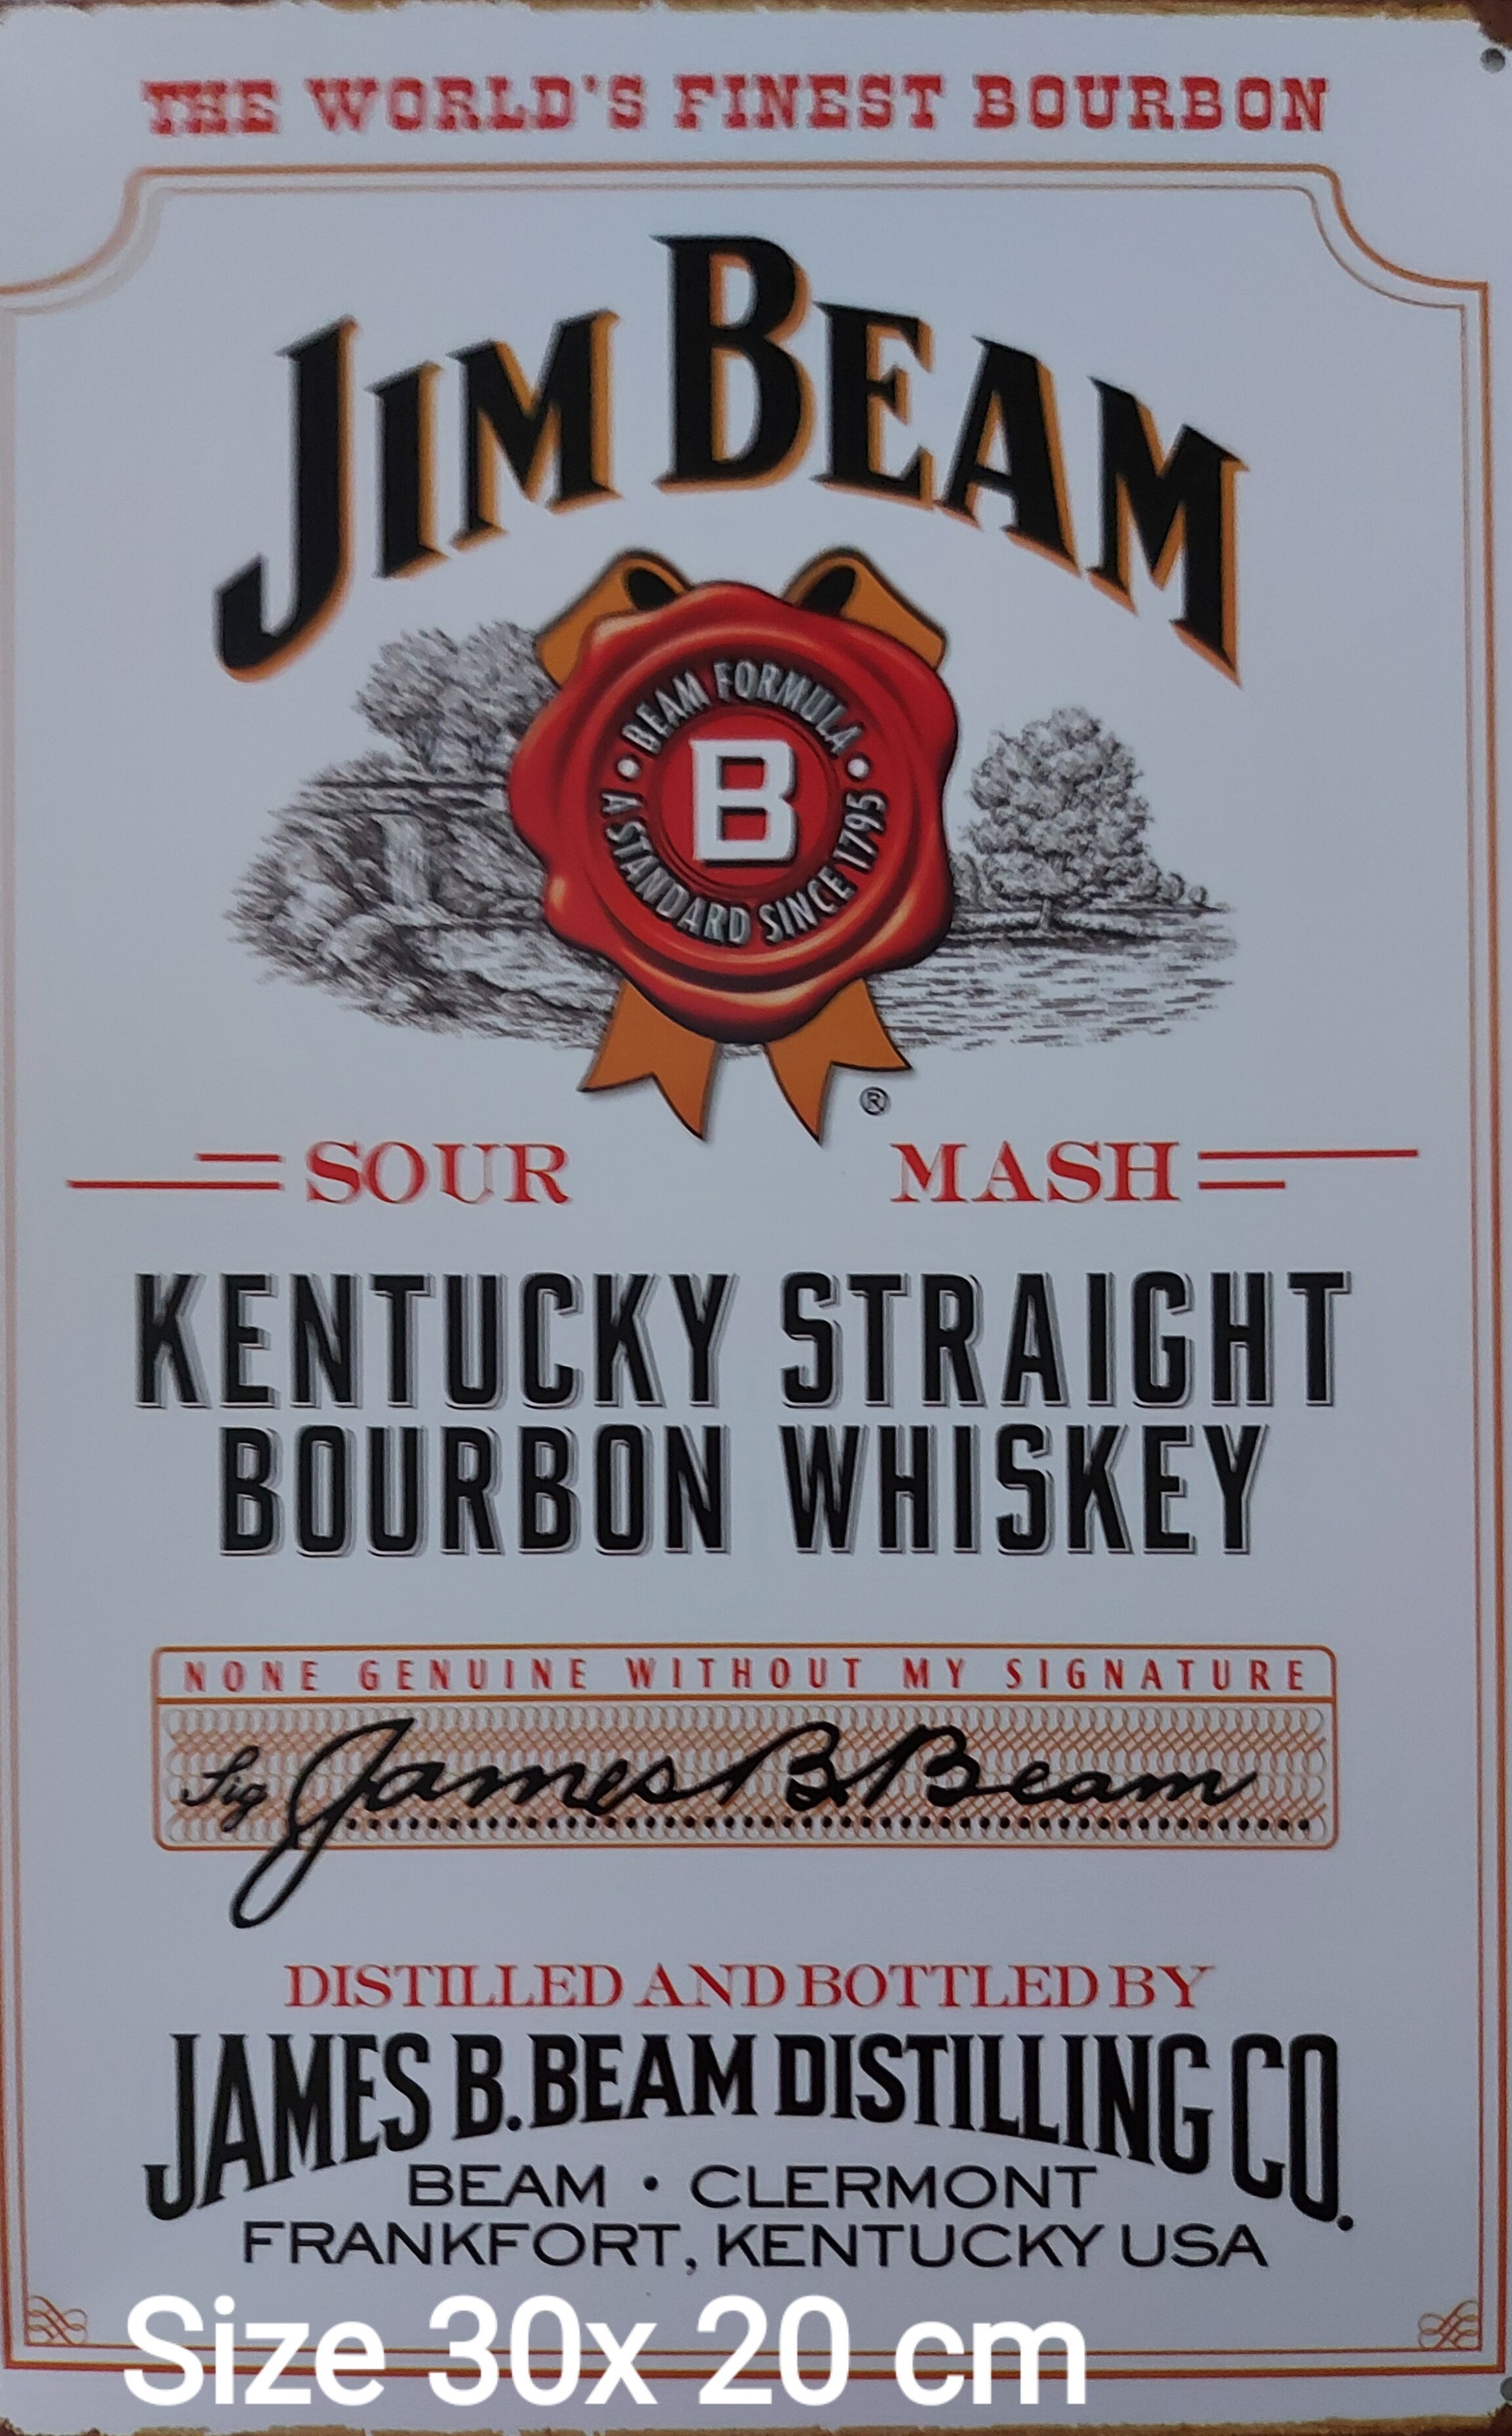 THE WORLD'S FINEST BOURBON
JIM BEAM
BEAM FORMULA
B
A STANDARD SINCE 1795
®
SOUR MASH
KENTUCKY STRAIGHT
BOURBON WHISKEY
NONE GENUINE WITHOUT MY SIGNATURE
Sig James B. Beam
DISTILLED AND BOTTLED BY
JAMES B. BEAM DISTILLING CO.
BEAM • CLERMONT
FRANKFORT, KENTUCKY USA
Size 30x 20 cm